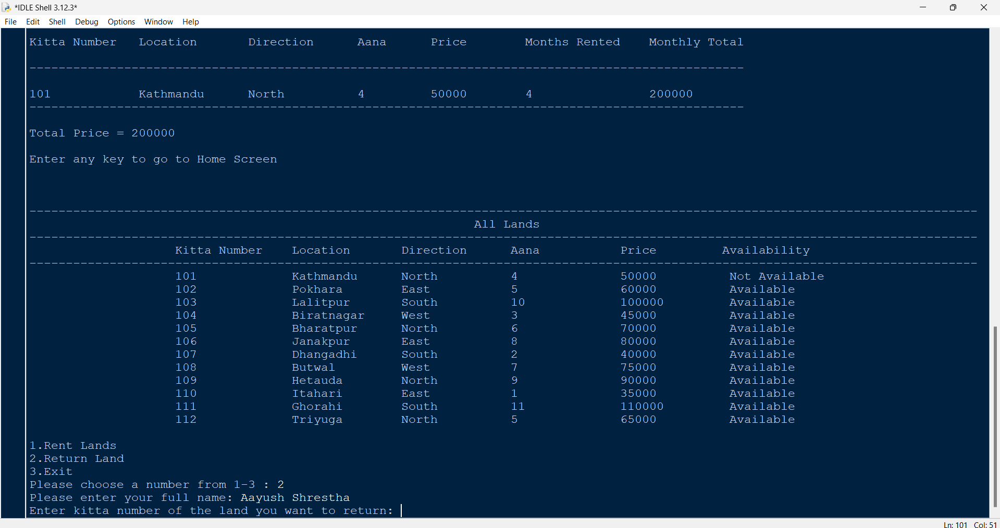 *IDLE Shell 3.12.3*
File Edit Shell Debug Options Window Help
Kitta Number Location Direction Aana Price Months Rented Monthly Total
--------------------------------------------------------------------------------------------------
101 Kathmandu North 4 50000 4 200000
--------------------------------------------------------------------------------------------------
Total Price = 200000
Enter any key to go to Home Screen
----------------------------------------------------------------------------------------------------------------------------------
All Lands
----------------------------------------------------------------------------------------------------------------------------------
Kitta Number Location Direction Aana Price Availability
----------------------------------------------------------------------------------------------------------------------------------
101 Kathmandu North 4 50000 Not Available
102 Pokhara East 5 60000 Available
103 Lalitpur South 10 100000 Available
104 Biratnagar West 3 45000 Available
105 Bharatpur North 6 70000 Available
106 Janakpur East 8 80000 Available
107 Dhangadhi South 2 40000 Available
108 Butwal West 7 75000 Available
109 Hetauda North 9 90000 Available
110 Itahari East 1 35000 Available
111 Ghorahi South 11 110000 Available
112 Triyuga North 5 65000 Available
1.Rent Lands
2.Return Land
3.Exit
Please choose a number from 1-3 : 2
Please enter your full name: Aayush Shrestha
Enter kitta number of the land you want to return:
Ln: 101 Col: 51